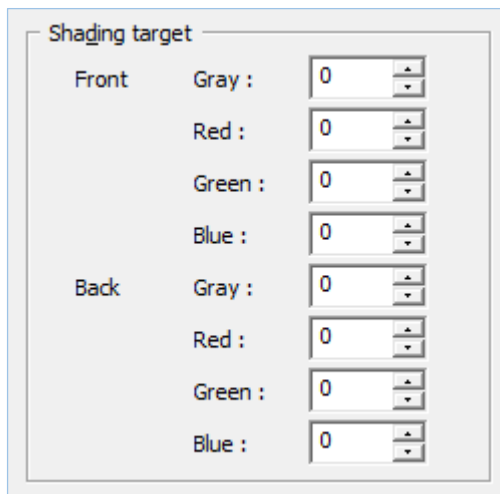 Shading target
Front Gray : 0
Red : 0
Green : 0
Blue : 0
Back Gray : 0
Red : 0
Green : 0
Blue : 0